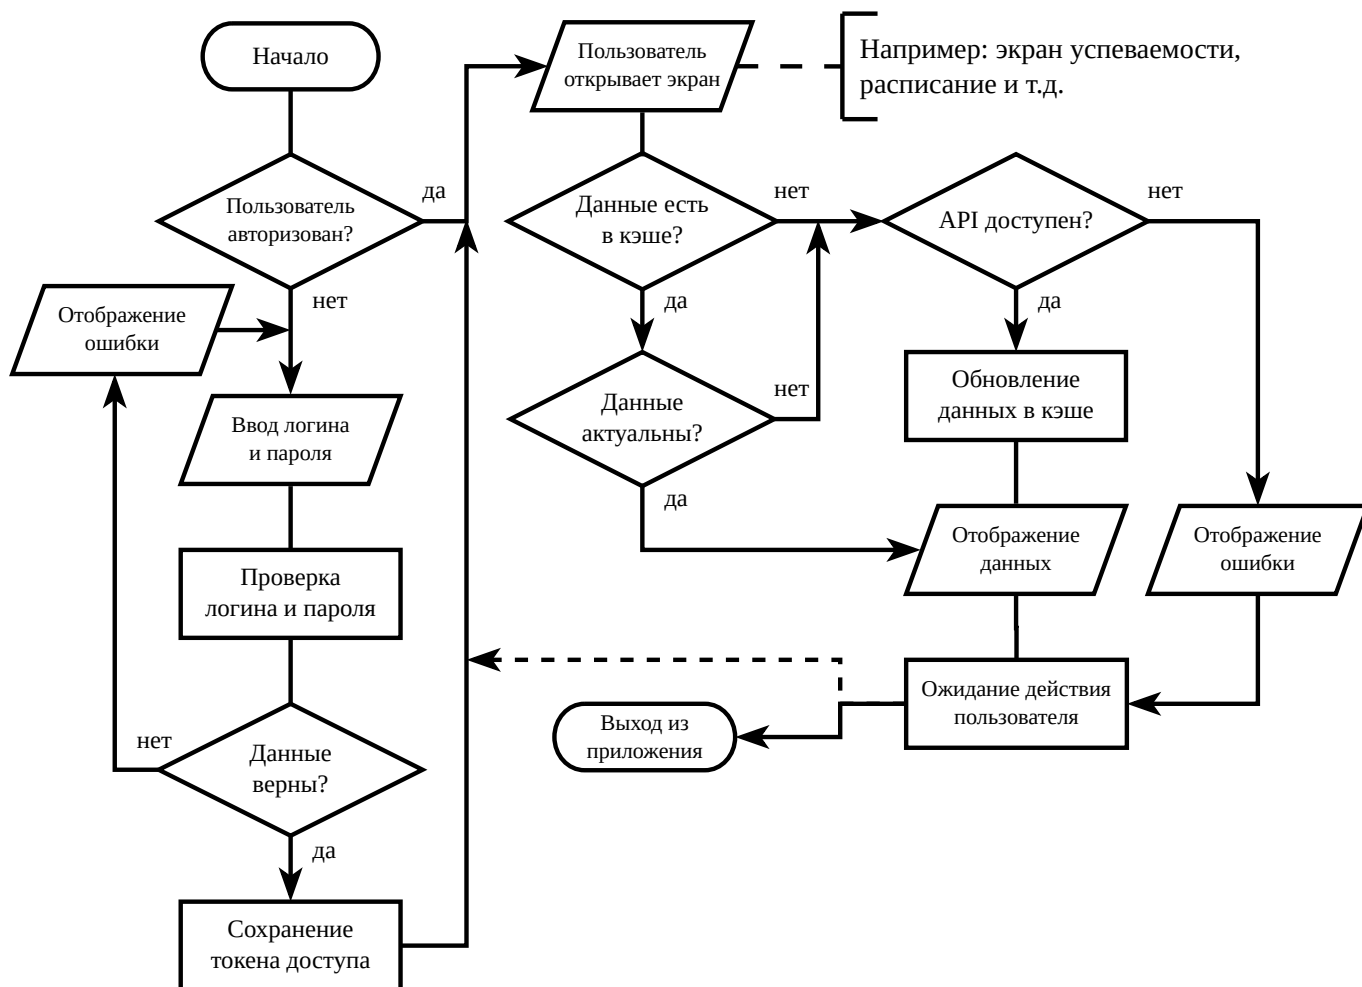 Начало
Пользователь
авторизован?
да
нет
Отображение
ошибки
Ввод логина
и пароля
Проверка
логина и пароля
Данные
верны?
нет
да
Сохранение
токена доступа
Пользователь
открывает экран
Например: экран успеваемости,
расписание и т.д.
Данные есть
в кэше?
нет
да
Данные
актуальны?
нет
да
API доступен?
нет
да
Обновление
данных в кэше
Отображение
данных
Отображение
ошибки
Ожидание действия
пользователя
Выход из
приложения